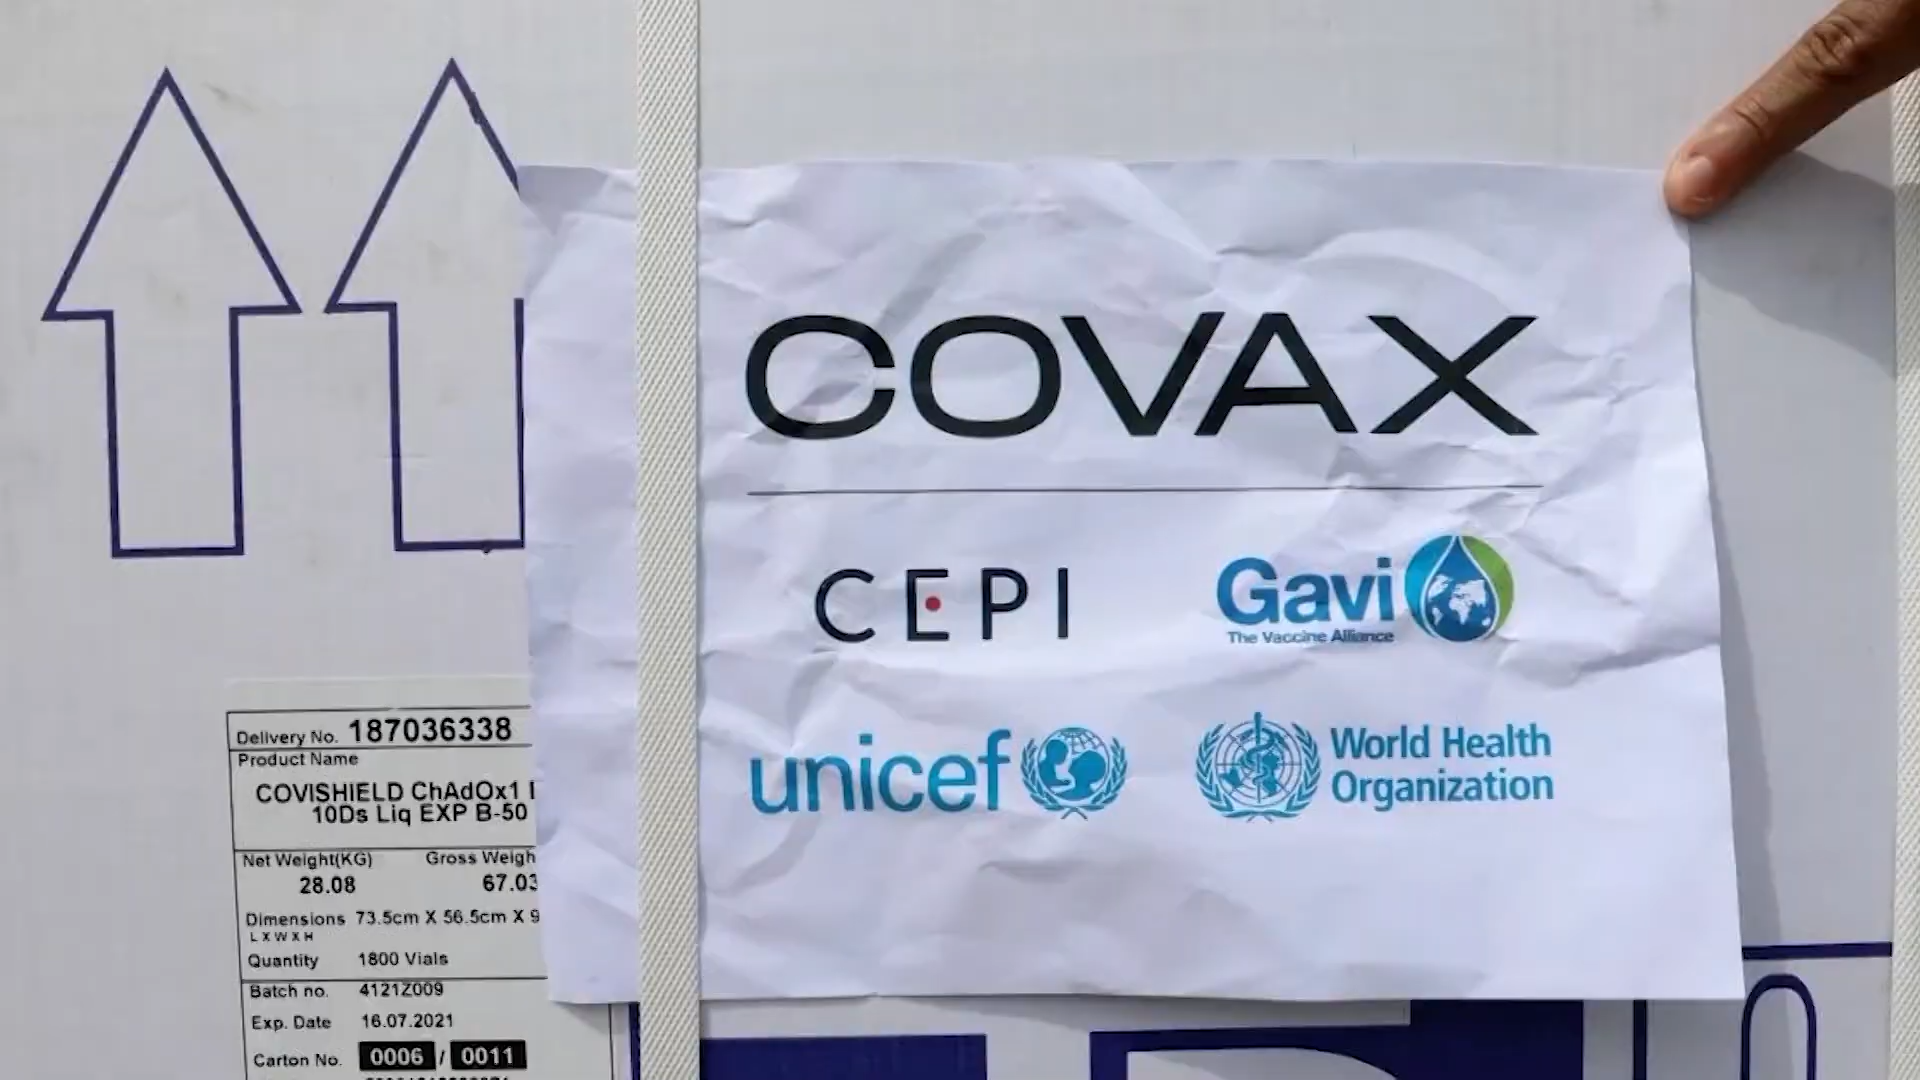 COVAX
CEPI
Gavi
The Vaccine Alliance
unicef
World Health
Organization
Delivery No. 187036338
Product Name
COVISHIELD ChAdOx1
10Ds Liq EXP B-50
Net Weight(KG) Gross
28.08 67.03
Dimensions 73.5cm X 56.5cm X
L X W X H
Quantity 1800 Vials
Batch no. 4121Z009
Exp. Date 16.07.2021
Carton No. 0006 / 0011